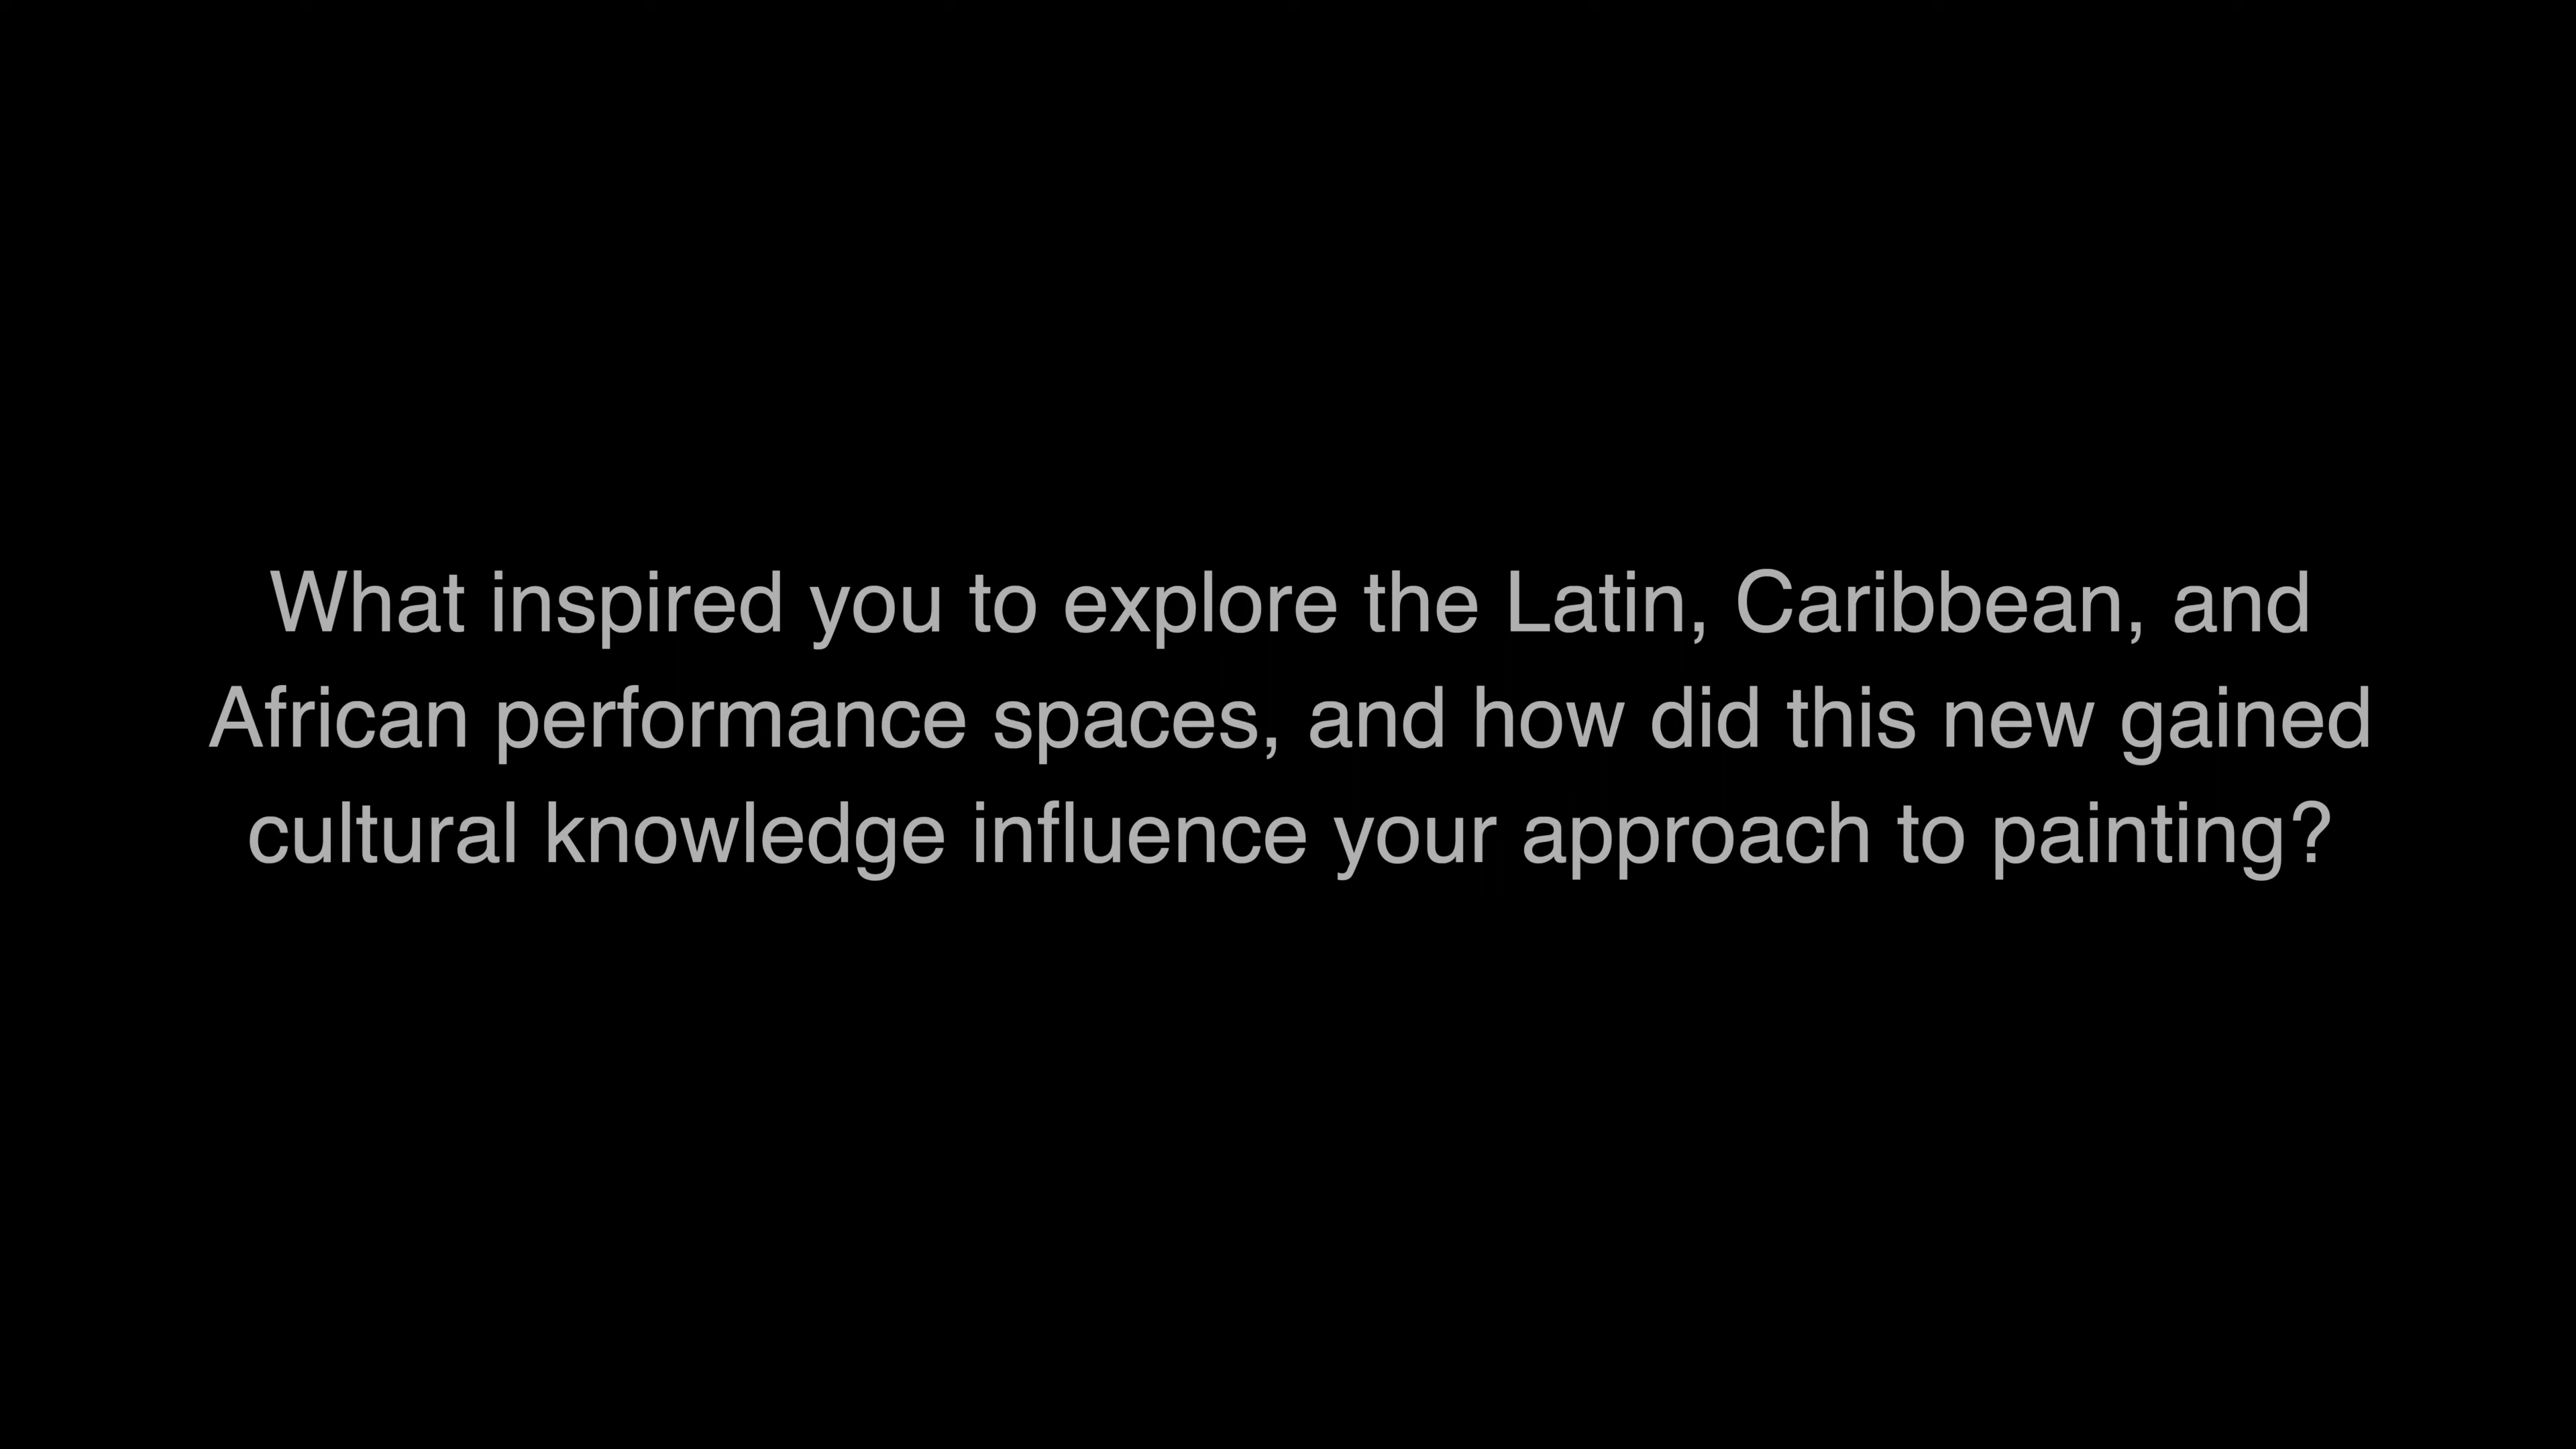 What inspired you to explore the Latin, Caribbean, and
African performance spaces, and how did this new gained
cultural knowledge influence your approach to painting?